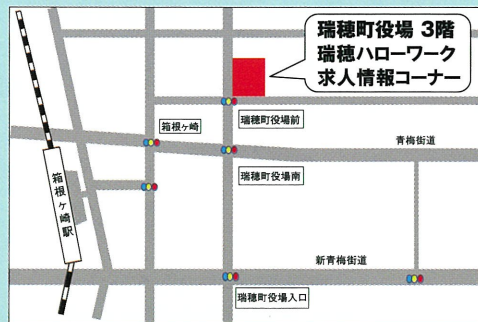 瑞穂町役場 3階
瑞穂ハローワーク
求人情報コーナー
瑞穂町役場前
箱根ヶ崎
青梅街道
瑞穂町役場南
箱根ヶ崎駅
新青梅街道
瑞穂町役場入口